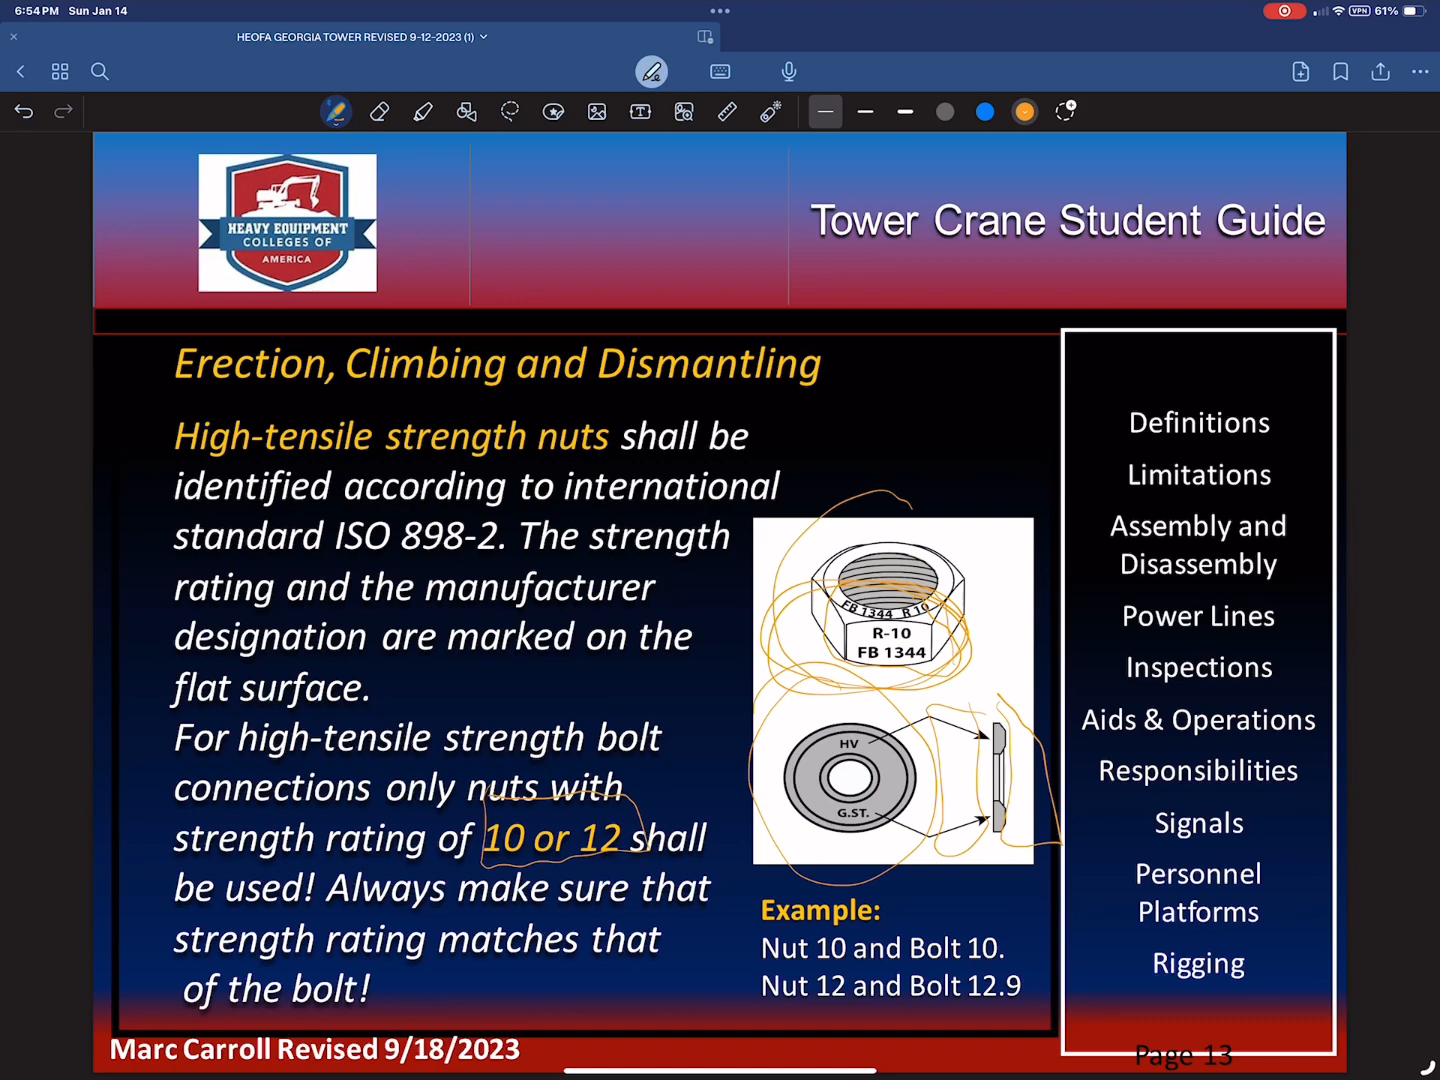 6:54 PM Sun Jan 14
VPN 61%
HEOFA GEORGIA TOWER REVISED 9-12-2023 (1)
HEAVY EQUIPMENT
COLLEGES OF
AMERICA
Tower Crane Student Guide
Erection, Climbing and Dismantling
High-tensile strength nuts shall be
identified according to international
standard ISO 898-2. The strength
rating and the manufacturer
designation are marked on the
flat surface.
For high-tensile strength bolt
connections only nuts with
strength rating of 10 or 12 shall
be used! Always make sure that
strength rating matches that
of the bolt!
FB 1344 R 10
R-10
FB 1344
HV
G.ST.
Example:
Nut 10 and Bolt 10.
Nut 12 and Bolt 12.9
Definitions
Limitations
Assembly and
Disassembly
Power Lines
Inspections
Aids & Operations
Responsibilities
Signals
Personnel
Platforms
Rigging
Marc Carroll Revised 9/18/2023
Page 13